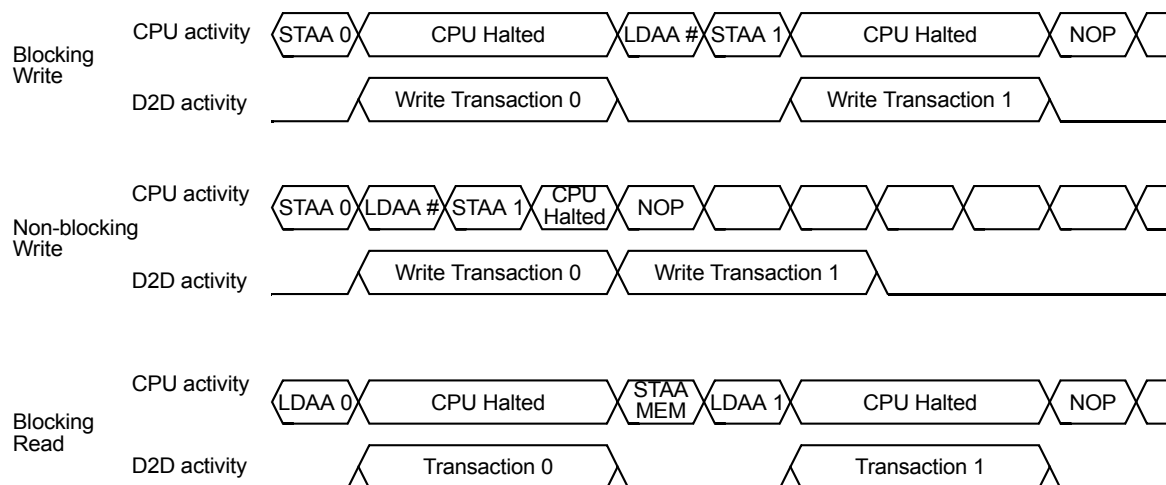 CPU activity
STAA 0 CPU Halted LDAA # STAA 1 CPU Halted NOP
Blocking
Write
D2D activity
Write Transaction 0 Write Transaction 1
CPU activity
STAA 0 LDAA # STAA 1 CPU
Halted NOP
Non-blocking
Write
D2D activity
Write Transaction 0 Write Transaction 1
CPU activity
LDAA 0 CPU Halted STAA
MEM LDAA 1 CPU Halted NOP
Blocking
Read
D2D activity
Transaction 0 Transaction 1